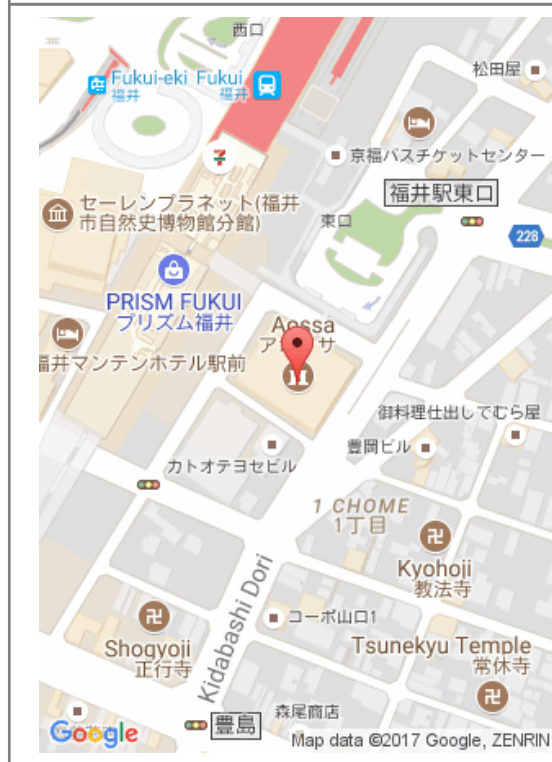 西口
松田屋
Fukui-eki
福井
Fukui
福井
京福バスチケットセンター
福井駅東口
セーレンプラネット(福井
市自然史博物館分館)
東口
228
PRISM FUKUI
プリズム福井
Aossa
福井マンテンホテル駅前
御料理仕出してむら屋
豊岡ビル
カトオテヨセビル
1 CHOME
1丁目
Kyohoji
教法寺
Kidabashi Dori
コーポ山口1
Shogyoji
正行寺
Tsunekyu Temple
常休寺
森尾商店
豊島
Google
Map data ©2017 Google, ZENRIN